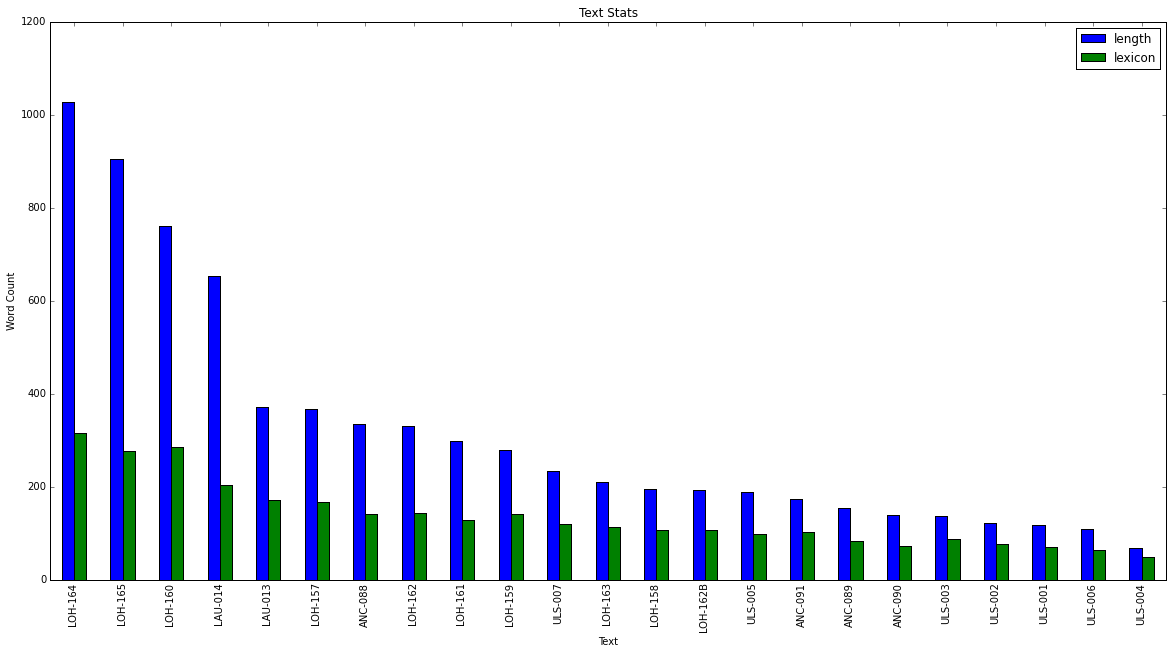 Text Stats
length
lexicon
1200
1000
800
600
400
200
0
Word Count
LOH-164
LOH-165
LOH-160
LAU-014
LAU-013
LOH-157
ANC-088
LOH-162
LOH-161
LOH-159
ULS-007
LOH-163
LOH-158
LOH-162B
ULS-005
ANC-091
ANC-089
ANC-090
ULS-003
ULS-002
ULS-001
ULS-006
ULS-004
Text